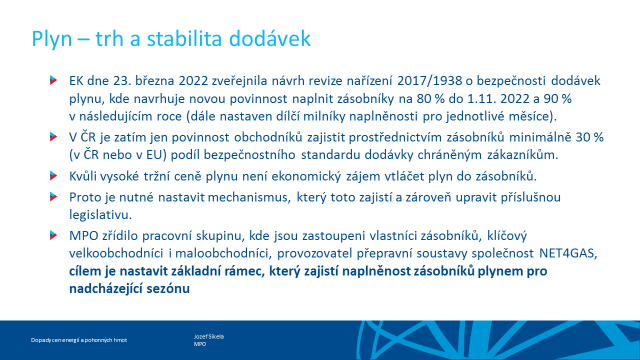 Plyn – trh a stabilita dodávek
EK dne 23. března 2022 zveřejnila návrh revize nařízení 2017/1938 o bezpečnosti dodávek
plynu, kde navrhuje novou povinnost naplnit zásobníky na 80 % do 1.11. 2022 a 90 %
v následujícím roce (dále nastaven dílčí milníky naplněnosti pro jednotlivé měsíce).
V ČR je zatím jen povinnost obchodníků zajistit prostřednictvím zásobníků minimálně 30 %
(v ČR nebo v EU) podíl bezpečnostního standardu dodávky chráněným zákazníkům.
Kvůli vysoké tržní ceně plynu není ekonomický zájem vtláčet plyn do zásobníků.
Proto je nutné nastavit mechanismus, který toto zajistí a zároveň upravit příslušnou
legislativu.
MPO zřídilo pracovní skupinu, kde jsou zastoupeni vlastníci zásobníků, klíčový
velkoobchodníci i maloobchodníci, provozovatel přepravní soustavy společnost NET4GAS,
cílem je nastavit základní rámec, který zajistí naplněnost zásobníků plynem pro
nadcházející sezónu
Dopady cen energií a pohonných hmot
Jozef Síkela
MPO